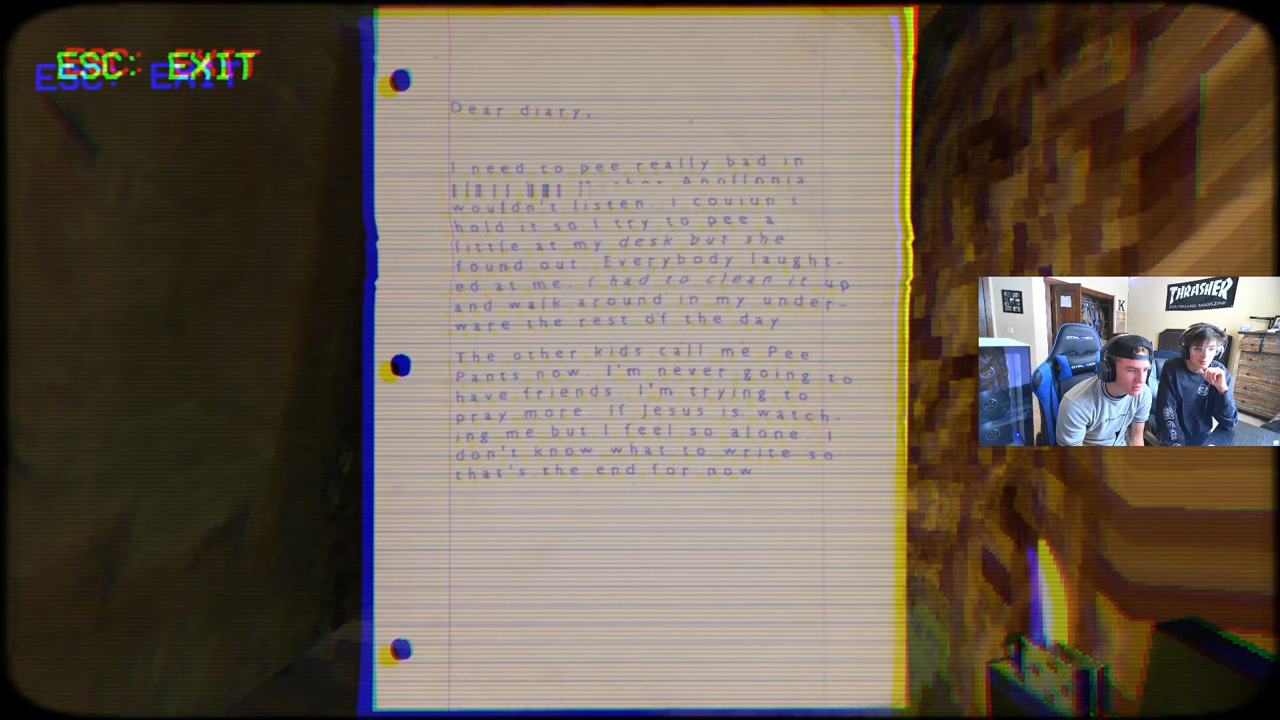 ESC: EXIT
Dear diary,
I need to pee really bad in
Apollonia
wouldn't listen. I couldn't
hold it so I try to pee a
little at my desk but she
found out. Everybody laught-
ed at me. I had to clean it up
and walk around in my under-
ware the rest of the day.
The other kids call me Pee
Pants now. I'm never going to
have friends. I'm trying to
pray more. If Jesus is watch-
ing me but I feel so alone. I
don't know what to write so
that's the end for now
THRASHER
K